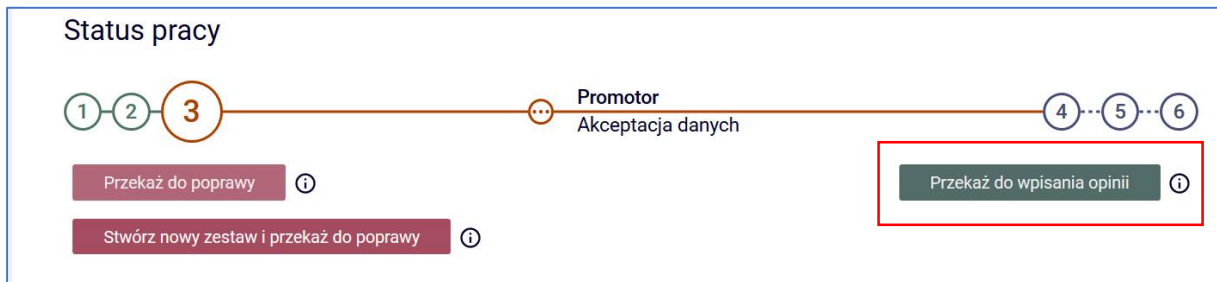 Status pracy
1 2 3 Promotor 4 5 6
Akceptacja danych
Przekaż do poprawy i Przekaż do wpisania opinii i
Stwórz nowy zestaw i przekaż do poprawy i